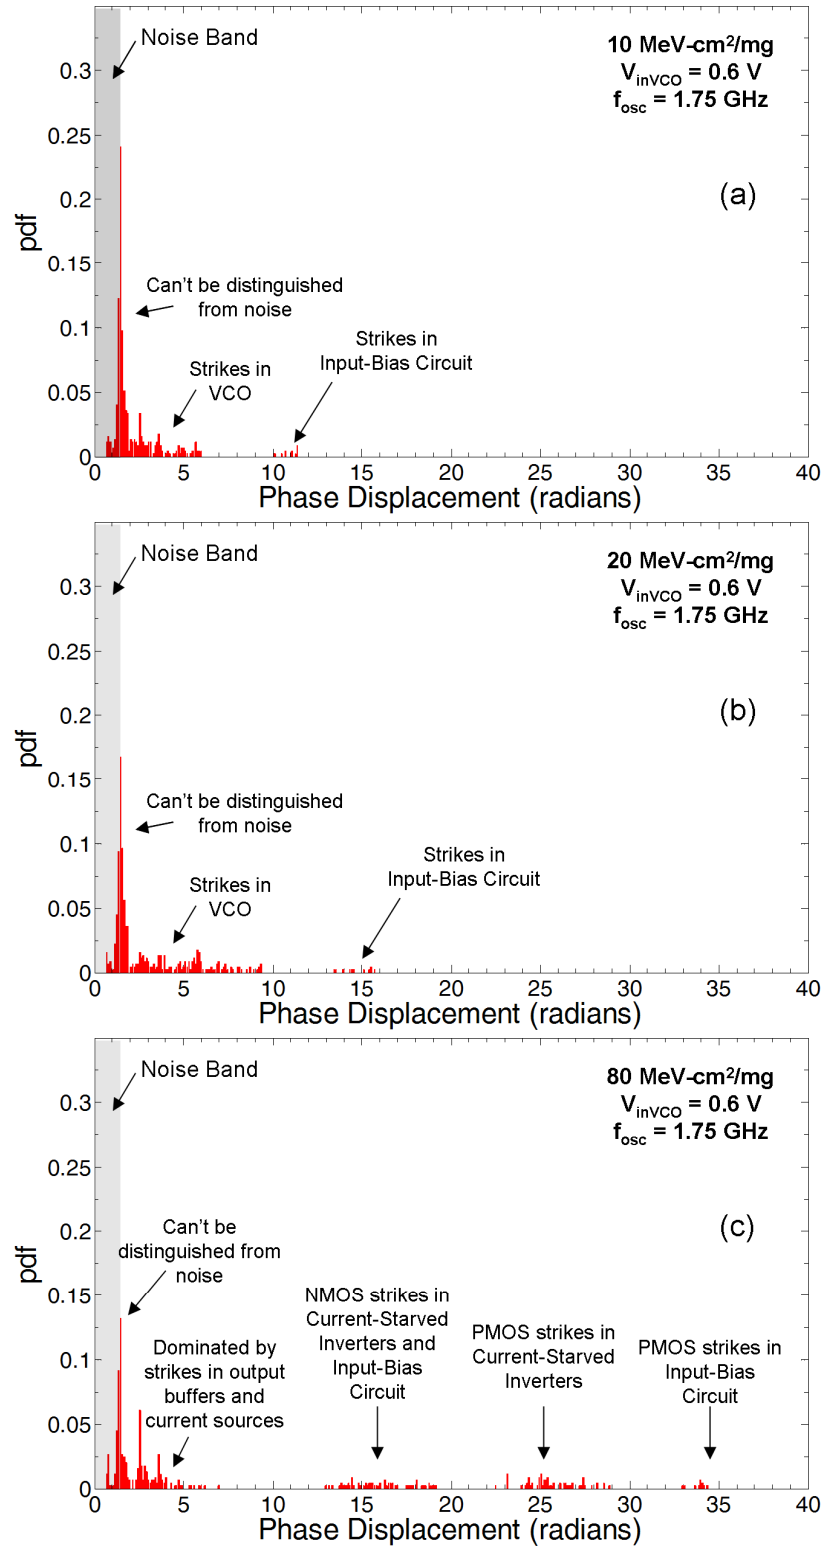 Noise Band
10 MeV-cm²/mg
VinVCO = 0.6 V
fosc = 1.75 GHz
(a)
pdf
0.3
0.25
0.2
0.15
0.1
0.05
0
Can't be distinguished
from noise
Strikes in
VCO
Strikes in
Input-Bias Circuit
0 5 10 15 20 25 30 35 40
Phase Displacement (radians)
Noise Band
20 MeV-cm²/mg
VinVCO = 0.6 V
fosc = 1.75 GHz
(b)
pdf
0.3
0.25
0.2
0.15
0.1
0.05
0
Can't be distinguished
from noise
Strikes in
VCO
Strikes in
Input-Bias Circuit
0 5 10 15 20 25 30 35 40
Phase Displacement (radians)
Noise Band
80 MeV-cm²/mg
VinVCO = 0.6 V
fosc = 1.75 GHz
(c)
pdf
0.3
0.25
0.2
0.15
0.1
0.05
0
Can't be
distinguished from
noise
Dominated by
strikes in output
buffers and
current sources
NMOS strikes in
Current-Starved
Inverters and
Input-Bias
Circuit
PMOS strikes in
Current-Starved
Inverters
PMOS strikes in
Input-Bias
Circuit
0 5 10 15 20 25 30 35 40
Phase Displacement (radians)